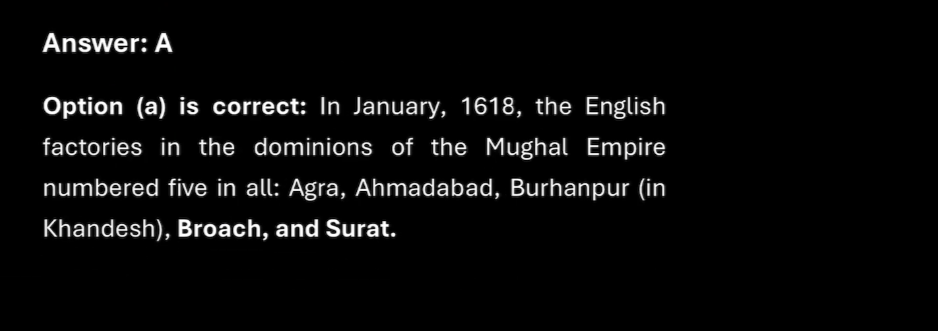 Answer: A
Option (a) is correct: In January, 1618, the English
factories in the dominions of the Mughal Empire
numbered five in all: Agra, Ahmadabad, Burhanpur (in
Khandesh), Broach, and Surat.